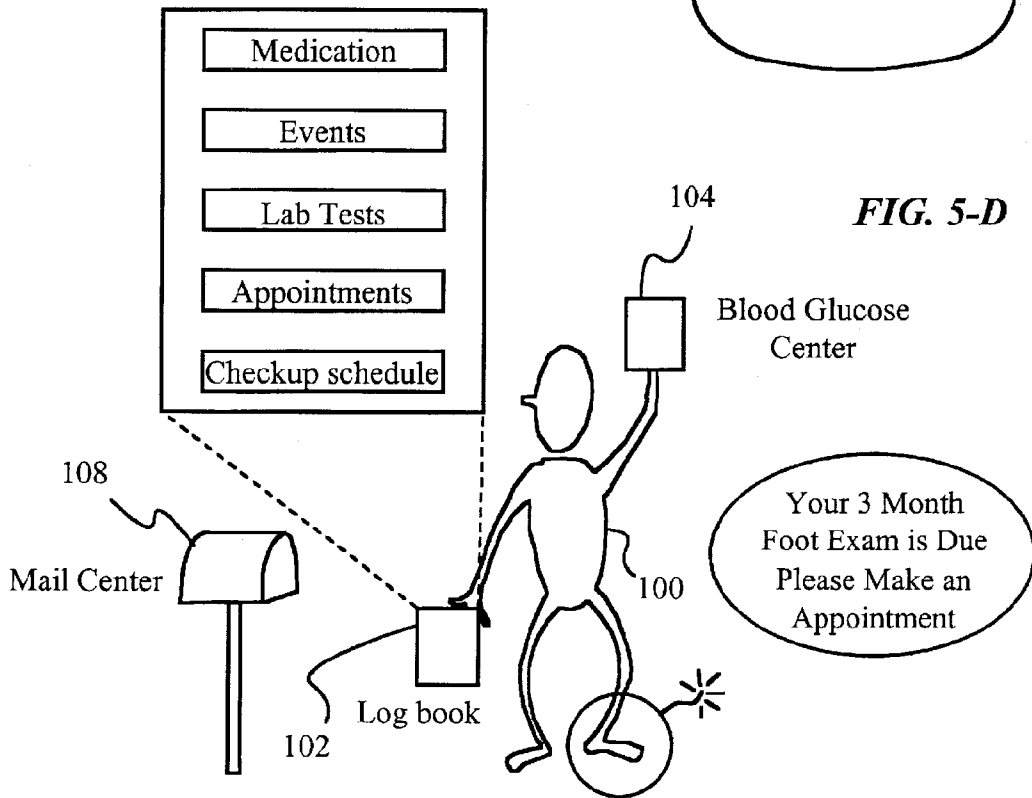 Medication
Events
Lab Tests
Appointments
Checkup schedule
104
FIG. 5-D
Blood Glucose
Center
108
Mail Center
Your 3 Month
Foot Exam is Due
Please Make an
Appointment
100
Log book
102